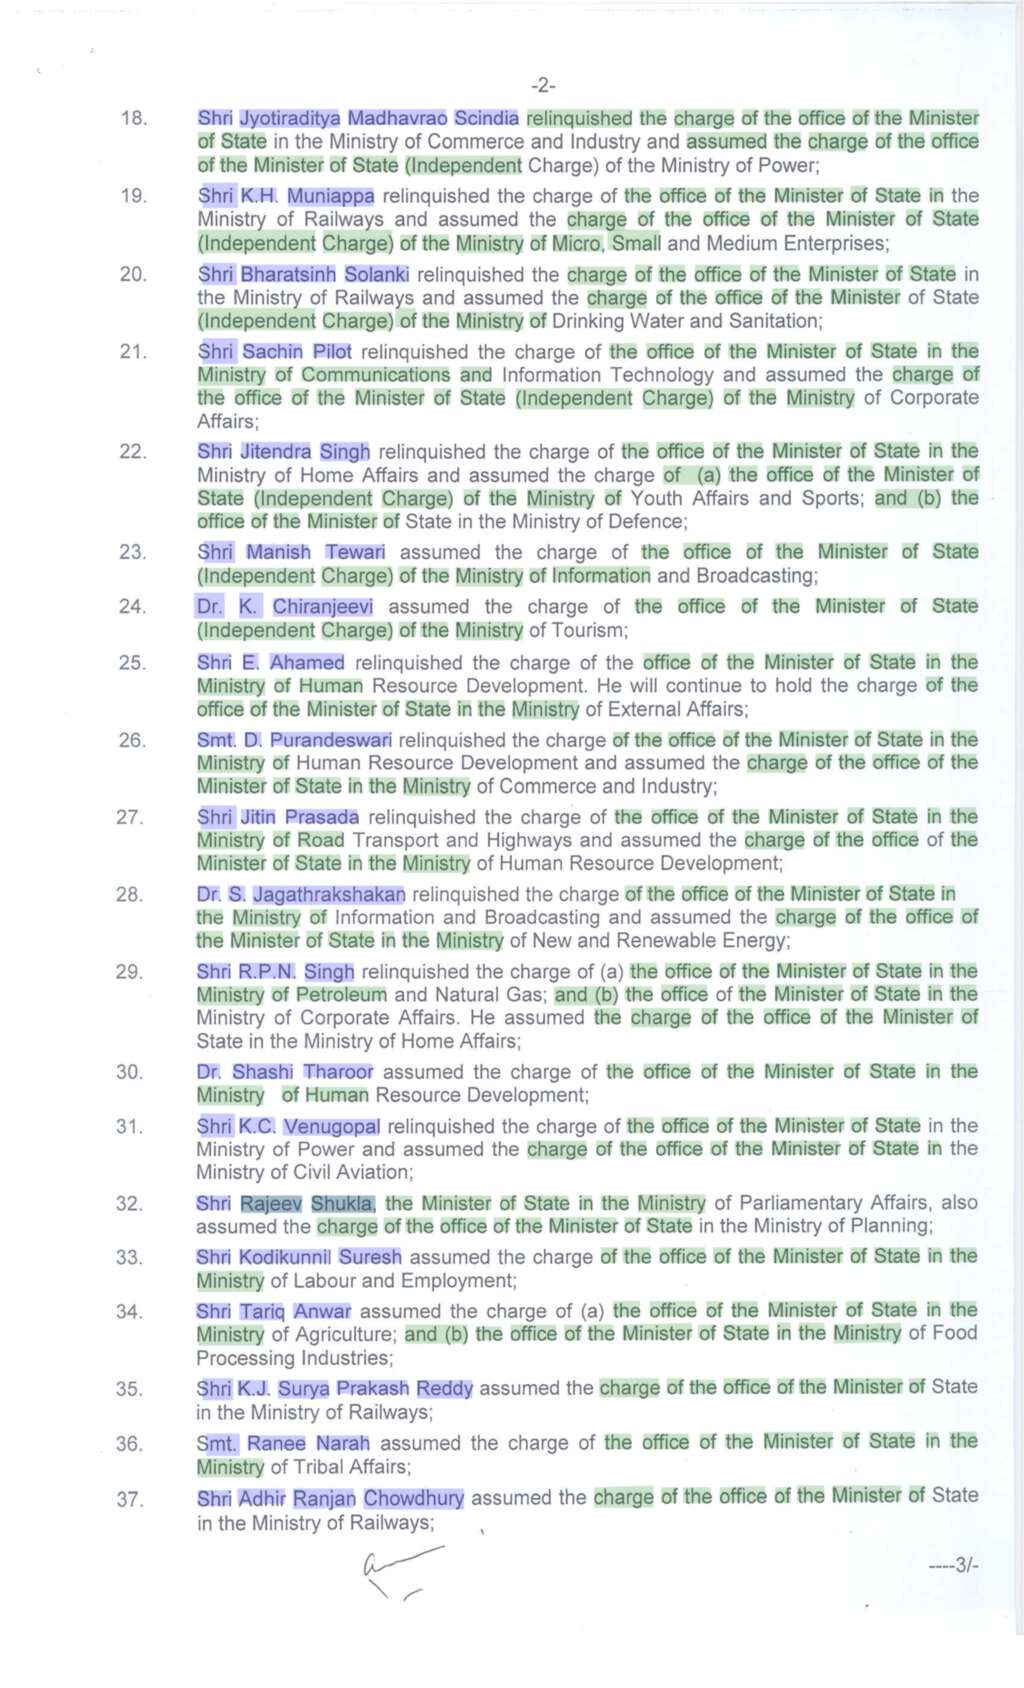 -2-
18. Shri Jyotiraditya Madhavrao Scindia relinquished the charge of the office of the Minister
of State in the Ministry of Commerce and Industry and assumed the charge of the office
of the Minister of State (Independent Charge) of the Ministry of Power;
19. Shri K.H. Muniappa relinquished the charge of the office of the Minister of State in the
Ministry of Railways and assumed the charge of the office of the Minister of State
(Independent Charge) of the Ministry of Micro, Small and Medium Enterprises;
20. Shri Bharatsinh Solanki relinquished the charge of the office of the Minister of State in
the Ministry of Railways and assumed the charge of the office of the Minister of State
(Independent Charge) of the Ministry of Drinking Water and Sanitation;
21. Shri Sachin Pilot relinquished the charge of the office of the Minister of State in the
Ministry of Communications and Information Technology and assumed the charge of
the office of the Minister of State (Independent Charge) of the Ministry of Corporate
Affairs;
22. Shri Jitendra Singh relinquished the charge of the office of the Minister of State in the
Ministry of Home Affairs and assumed the charge of (a) the office of the Minister of
State (Independent Charge) of the Ministry of Youth Affairs and Sports; and (b) the
office of the Minister of State in the Ministry of Defence;
23. Shri Manish Tewari assumed the charge of the office of the Minister of State
(Independent Charge) of the Ministry of Information and Broadcasting;
24. Dr. K. Chiranjeevi assumed the charge of the office of the Minister of State
(Independent Charge) of the Ministry of Tourism;
25. Shri E. Ahamed relinquished the charge of the office of the Minister of State in the
Ministry of Human Resource Development. He will continue to hold the charge of the
office of the Minister of State in the Ministry of External Affairs;
26. Smt. D. Purandeswari relinquished the charge of the office of the Minister of State in the
Ministry of Human Resource Development and assumed the charge of the office of the
Minister of State in the Ministry of Commerce and Industry;
27. Shri Jitin Prasada relinquished the charge of the office of the Minister of State in the
Ministry of Road Transport and Highways and assumed the charge of the office of the
Minister of State in the Ministry of Human Resource Development;
28. Dr. S. Jagathrakshakan relinquished the charge of the office of the Minister of State in
the Ministry of Information and Broadcasting and assumed the charge of the office of
the Minister of State in the Ministry of New and Renewable Energy;
29. Shri R.P.N. Singh relinquished the charge of (a) the office of the Minister of State in the
Ministry of Petroleum and Natural Gas; and (b) the office of the Minister of State in the
Ministry of Corporate Affairs. He assumed the charge of the office of the Minister of
State in the Ministry of Home Affairs;
30. Dr. Shashi Tharoor assumed the charge of the office of the Minister of State in the
Ministry of Human Resource Development;
31. Shri K.C. Venugopal relinquished the charge of the office of the Minister of State in the
Ministry of Power and assumed the charge of the office of the Minister of State in the
Ministry of Civil Aviation;
32. Shri Rajeev Shukla, the Minister of State in the Ministry of Parliamentary Affairs, also
assumed the charge of the office of the Minister of State in the Ministry of Planning;
33. Shri Kodikunnil Suresh assumed the charge of the office of the Minister of State in the
Ministry of Labour and Employment;
34. Shri Tariq Anwar assumed the charge of (a) the office of the Minister of State in the
Ministry of Agriculture; and (b) the office of the Minister of State in the Ministry of Food
Processing Industries;
35. Shri K.J. Surya Prakash Reddy assumed the charge of the office of the Minister of State
in the Ministry of Railways;
36. Smt. Ranee Narah assumed the charge of the office of the Minister of State in the
Ministry of Tribal Affairs;
37. Shri Adhir Ranjan Chowdhury assumed the charge of the office of the Minister of State
in the Ministry of Railways;
----3/-